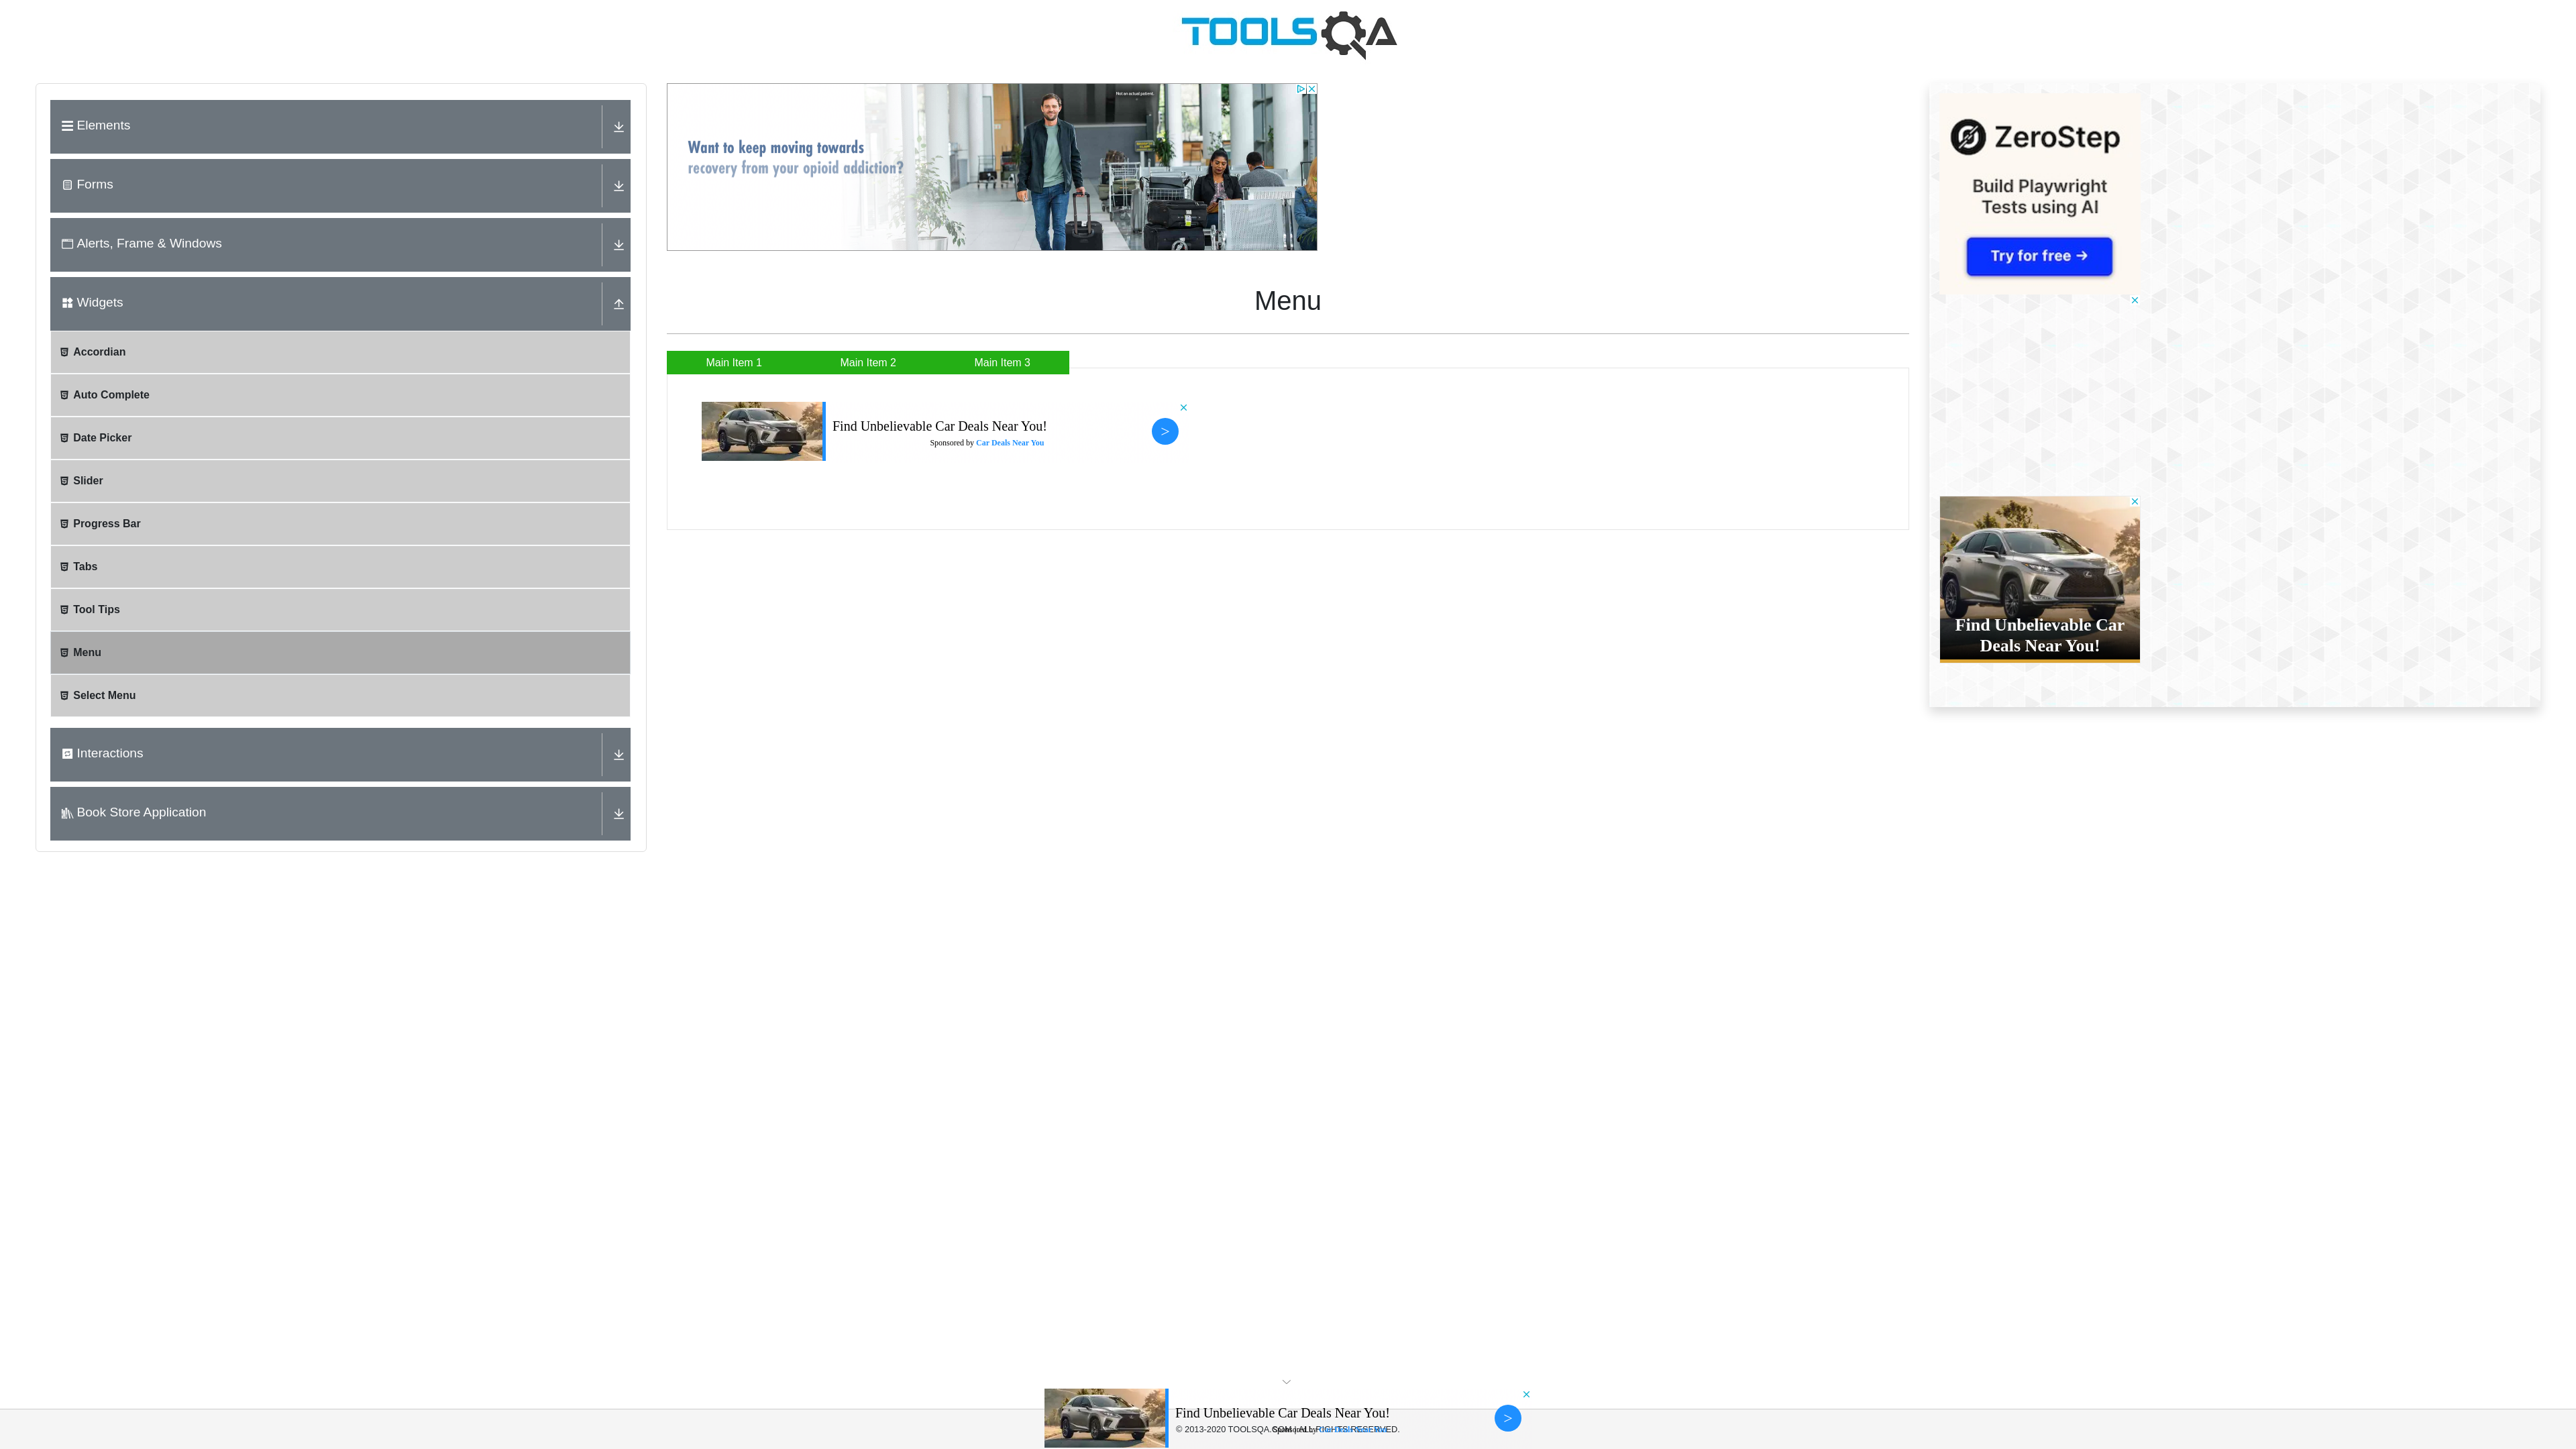 TOOLSQA
Elements
Forms
Alerts, Frame & Windows
Widgets
Accordian
Auto Complete
Date Picker
Slider
Progress Bar
Tabs
Tool Tips
Menu
Select Menu
Interactions
Book Store Application
Not an actual patient.
Want to keep moving towards
recovery from your opioid addiction?
Menu
Main Item 1 Main Item 2 Main Item 3
Find Unbelievable Car Deals Near You!
Sponsored by Car Deals Near You
>
ZeroStep
Build Playwright
Tests using AI
Try for free →
Find Unbelievable Car
Deals Near You!
Find Unbelievable Car Deals Near You!
© 2013-2020 TOOLSQA.COM | ALL RIGHTS RESERVED.
>